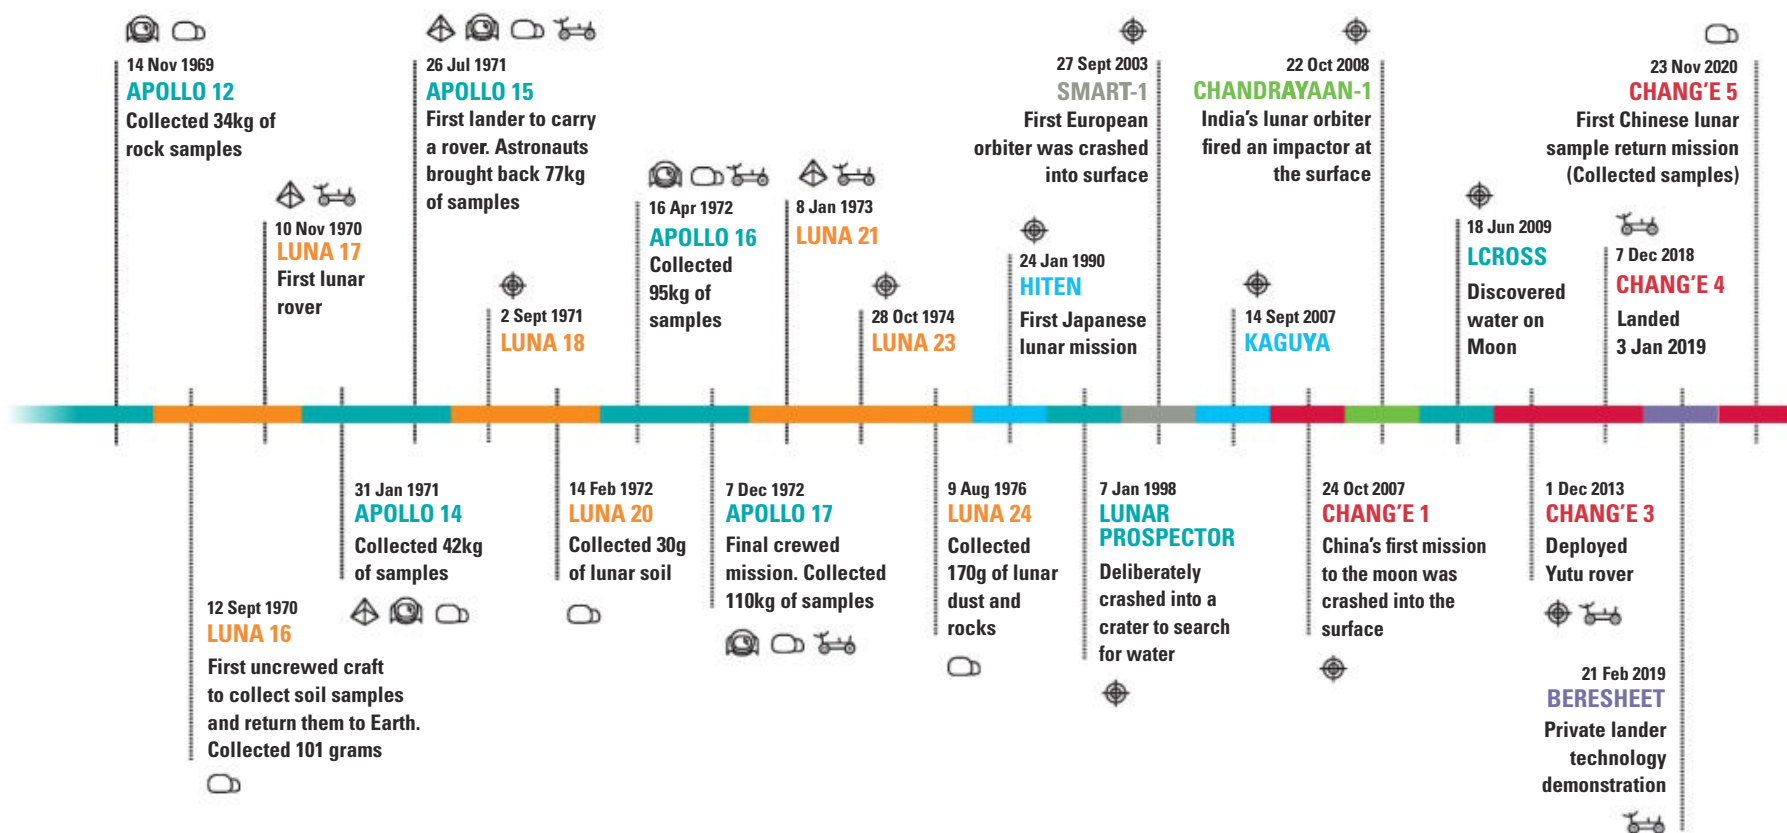 14 Nov 1969
APOLLO 12
Collected 34kg of
rock samples
12 Sept 1970
LUNA 16
First uncrewed craft
to collect soil samples
and return them to Earth.
Collected 101 grams
10 Nov 1970
LUNA 17
First lunar
rover
31 Jan 1971
APOLLO 14
Collected 42kg
of samples
26 Jul 1971
APOLLO 15
First lander to carry
a rover. Astronauts
brought back 77kg
of samples
2 Sept 1971
LUNA 18
14 Feb 1972
LUNA 20
Collected 30g
of lunar soil
16 Apr 1972
APOLLO 16
Collected
95kg of
samples
7 Dec 1972
APOLLO 17
Final crewed
mission. Collected
110kg of samples
8 Jan 1973
LUNA 21
28 Oct 1974
LUNA 23
9 Aug 1976
LUNA 24
Collected
170g of lunar
dust and
rocks
24 Jan 1990
HITEN
First Japanese
lunar mission
7 Jan 1998
LUNAR
PROSPECTOR
Deliberately
crashed into a
crater to search
for water
27 Sept 2003
SMART-1
First European
orbiter was crashed
into surface
14 Sept 2007
KAGUYA
24 Oct 2007
CHANG'E 1
China's first mission
to the moon was
crashed into the
surface
22 Oct 2008
CHANDRAYAAN-1
India's lunar orbiter
fired an impactor at
the surface
18 Jun 2009
LCROSS
Discovered
water on
Moon
1 Dec 2013
CHANG'E 3
Deployed
Yutu rover
7 Dec 2018
CHANG'E 4
Landed
3 Jan 2019
21 Feb 2019
BERESHEET
Private lander
technology
demonstration
23 Nov 2020
CHANG'E 5
First Chinese lunar
sample return mission
(Collected samples)